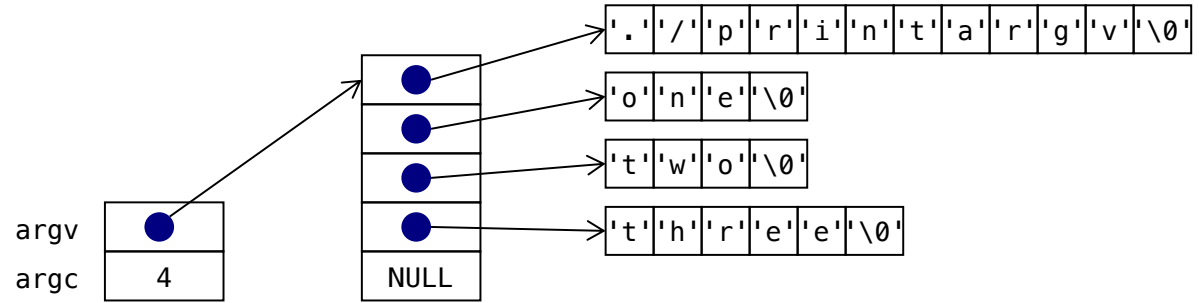 '.' '/' 'p' 'r' 'i' 'n' 't' 'a' 'r' 'g' 'v' '\0'
'o' 'n' 'e' '\0'
't' 'w' 'o' '\0'
argv 't' 'h' 'r' 'e' 'e' '\0'
argc 4 NULL